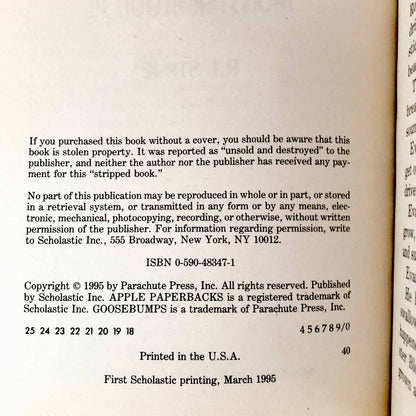 If you purchased this book without a cover, you should be aware that this
book is stolen property. It was reported as "unsold and destroyed" to the
publisher, and neither the author nor the publisher has received any pay-
ment for this "stripped book."
No part of this publication may be reproduced in whole or in part, or stored
in a retrieval system, or transmitted in any form or by any means, elec-
tronic, mechanical, photocopying, recording, or otherwise, without written
permission of the publisher. For information regarding permission, write
to Scholastic Inc., 555 Broadway, New York, NY 10012.
ISBN 0-590-48347-1
Copyright © 1995 by Parachute Press, Inc. All rights reserved. Published
by Scholastic Inc. APPLE PAPERBACKS is a registered trademark of
Scholastic Inc. GOOSEBUMPS is a trademark of Parachute Press, Inc.
25 24 23 22 21 20 19 18 4 5 6 7 8 9/0
Printed in the U.S.A. 40
First Scholastic printing, March 1995